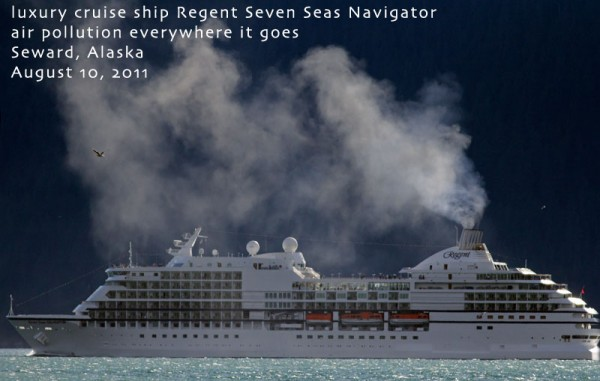 luxury cruise ship Regent Seven Seas Navigator
air pollution everywhere it goes
Seward, Alaska
August 10, 2011
Regent